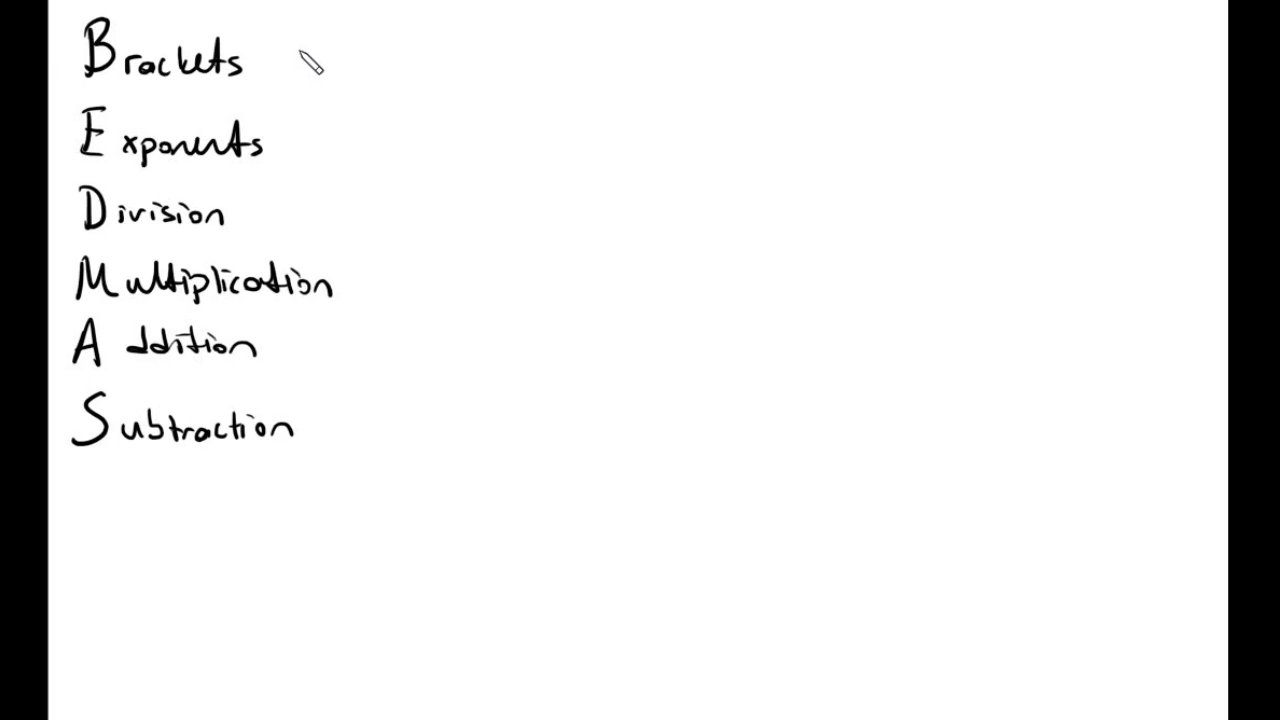 Brackets
Exponents
Division
Multiplication
Addition
Subtraction